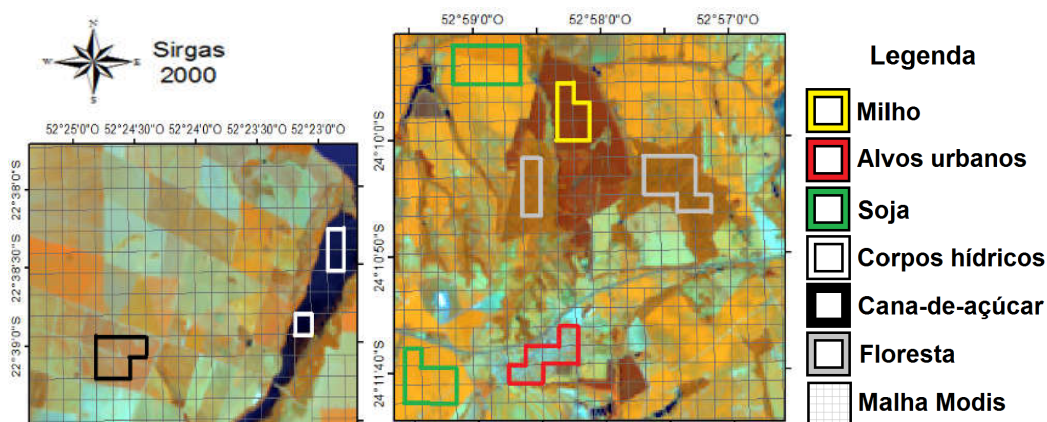 N
W E
S
Sirgas
2000
52°25'0"O 52°24'30"O 52°24'0"O 52°23'30"O 52°23'0"O
22°38'0"S
22°38'30"S
22°39'0"S
52°59'0"O 52°58'0"O 52°57'0"O
24°10'0"S
24°10'50"S
24°11'40"S
Legenda
Milho
Alvos urbanos
Soja
Corpos hídricos
Cana-de-açúcar
Floresta
Malha Modis